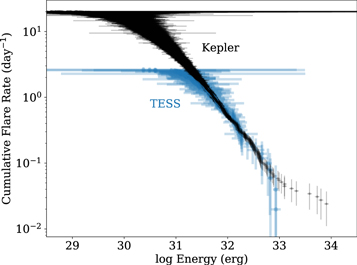 Cumulative Flare Rate (day⁻¹)
10¹
10⁰
10⁻¹
10⁻²
Kepler
TESS
29 30 31 32 33 34
log Energy (erg)